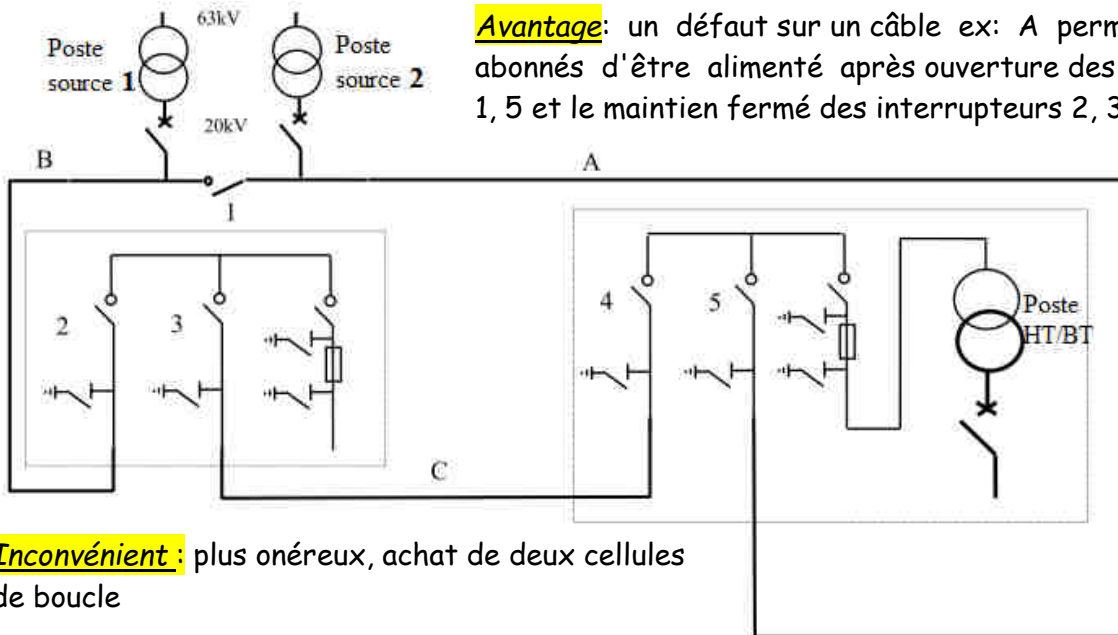 63kV
Poste
source 1
Poste
source 2
20kV
Avantage: un défaut sur un câble ex: A
abonnés d'être alimenté après ouverture des
1, 5 et le maintien fermé des interrupteurs 2, 3
B
A
1
2
3
4
5
Poste
HT/BT
C
Inconvénient : plus onéreux, achat de deux cellules
de boucle